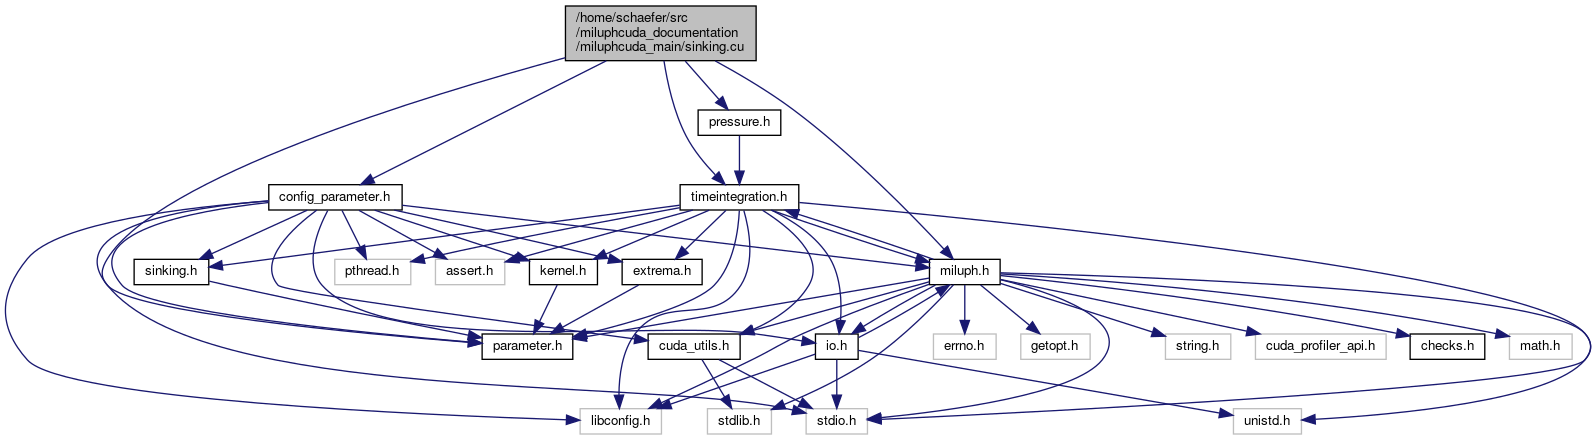 /home/schaefer/src
/miluphcuda_documentation
/miluphcuda_main/sinking.cu
pressure.h
config_parameter.h
timeintegration.h
sinking.h
pthread.h
assert.h
kernel.h
extrema.h
miluph.h
parameter.h
cuda_utils.h
io.h
errno.h
getopt.h
string.h
cuda_profiler_api.h
checks.h
math.h
libconfig.h
stdlib.h
stdio.h
unistd.h